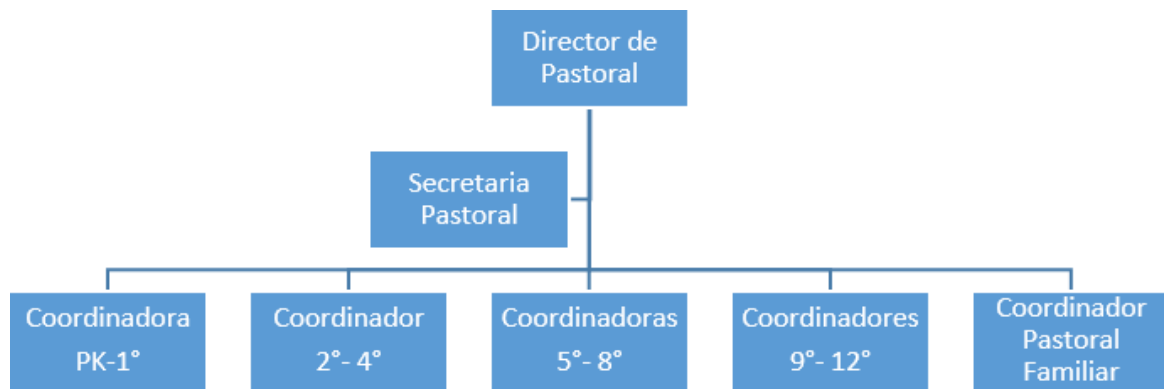 Director de
Pastoral
Secretaria
Pastoral
Coordinadora
PK-1°
Coordinador
2°- 4°
Coordinadoras
5°- 8°
Coordinadores
9°- 12°
Coordinador
Pastoral
Familiar